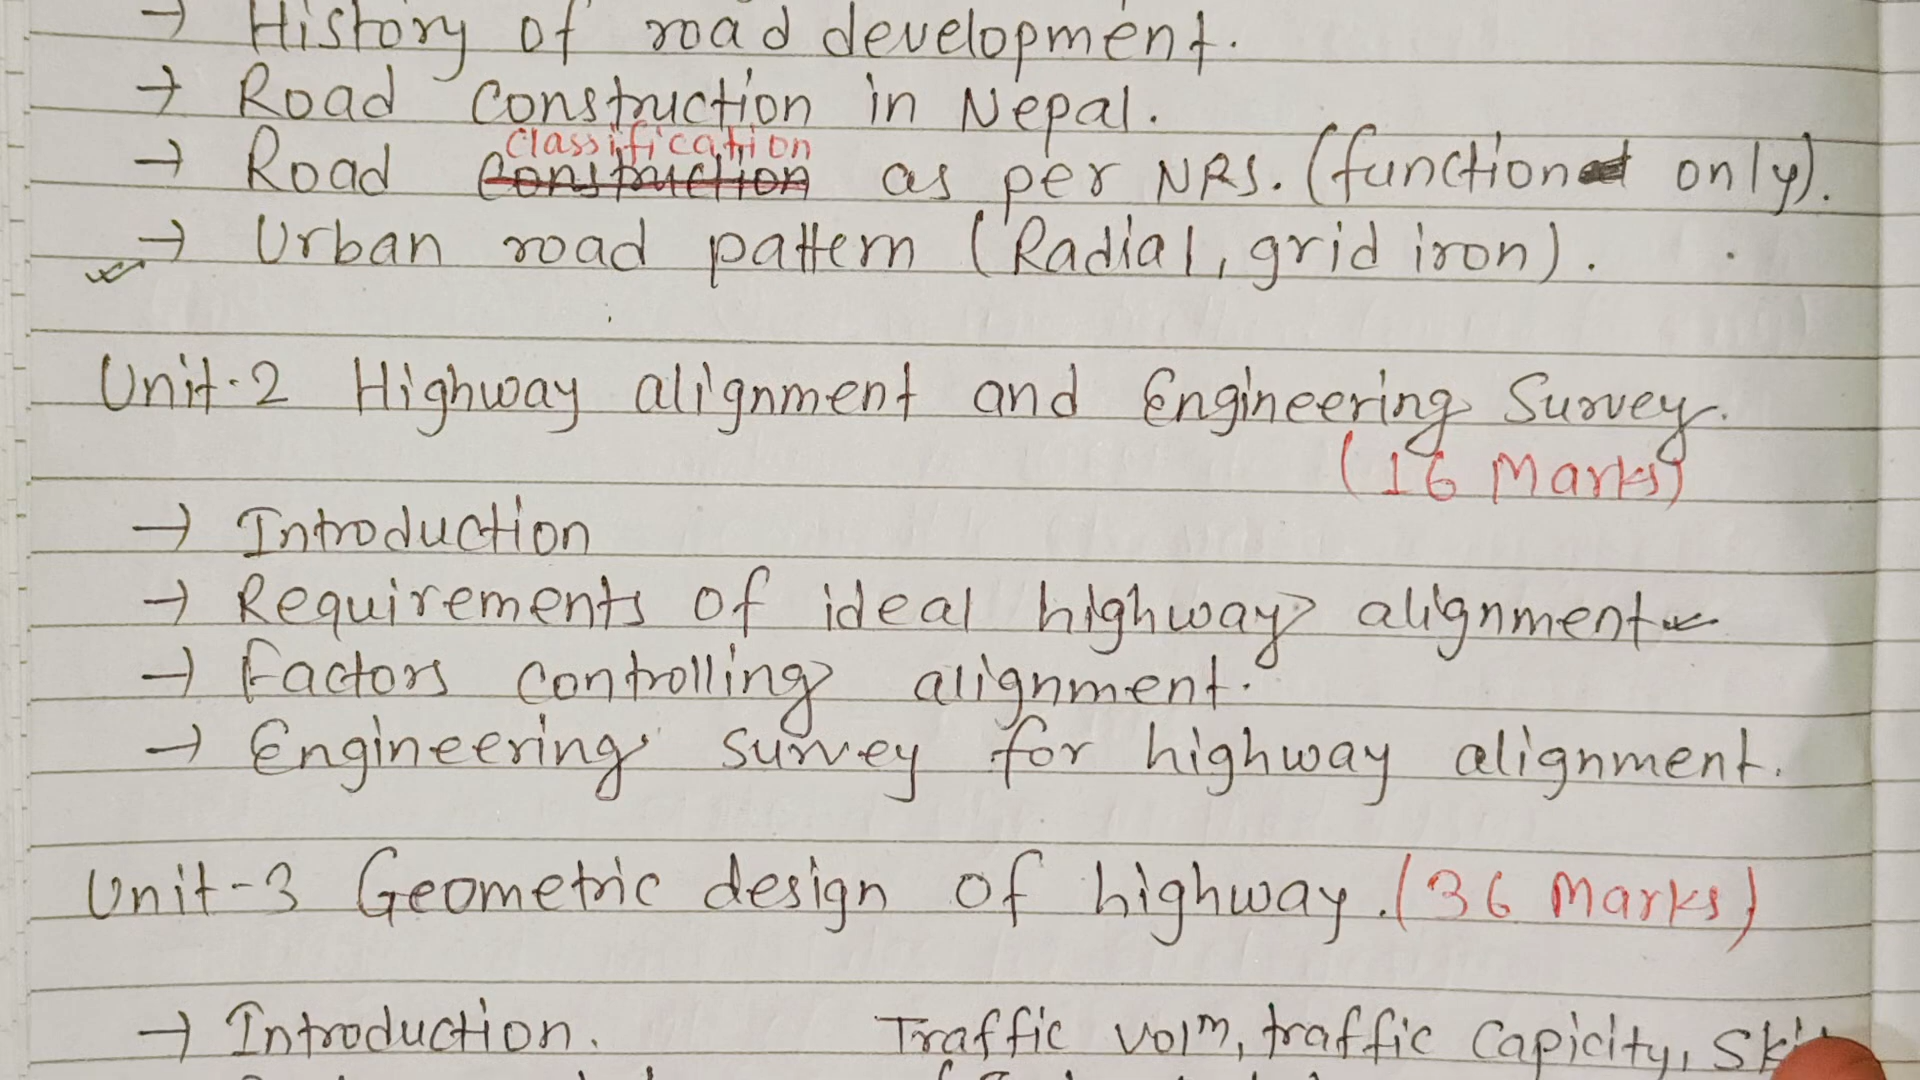 → History of road development.
→ Road construction in Nepal.
classification
→ Road construction as per NRS. (function only).
→ Urban road pattern (Radial, grid iron).
Unit-2 Highway alignment and Engineering Survey.
(16 Marks)
→ Introduction
→ Requirements of ideal highway alignment
→ Factors controlling alignment.
→ Engineering survey for highway alignment.
Unit-3 Geometric design of highway. (36 Marks)
→ Introduction. Traffic volm, traffic capicity,